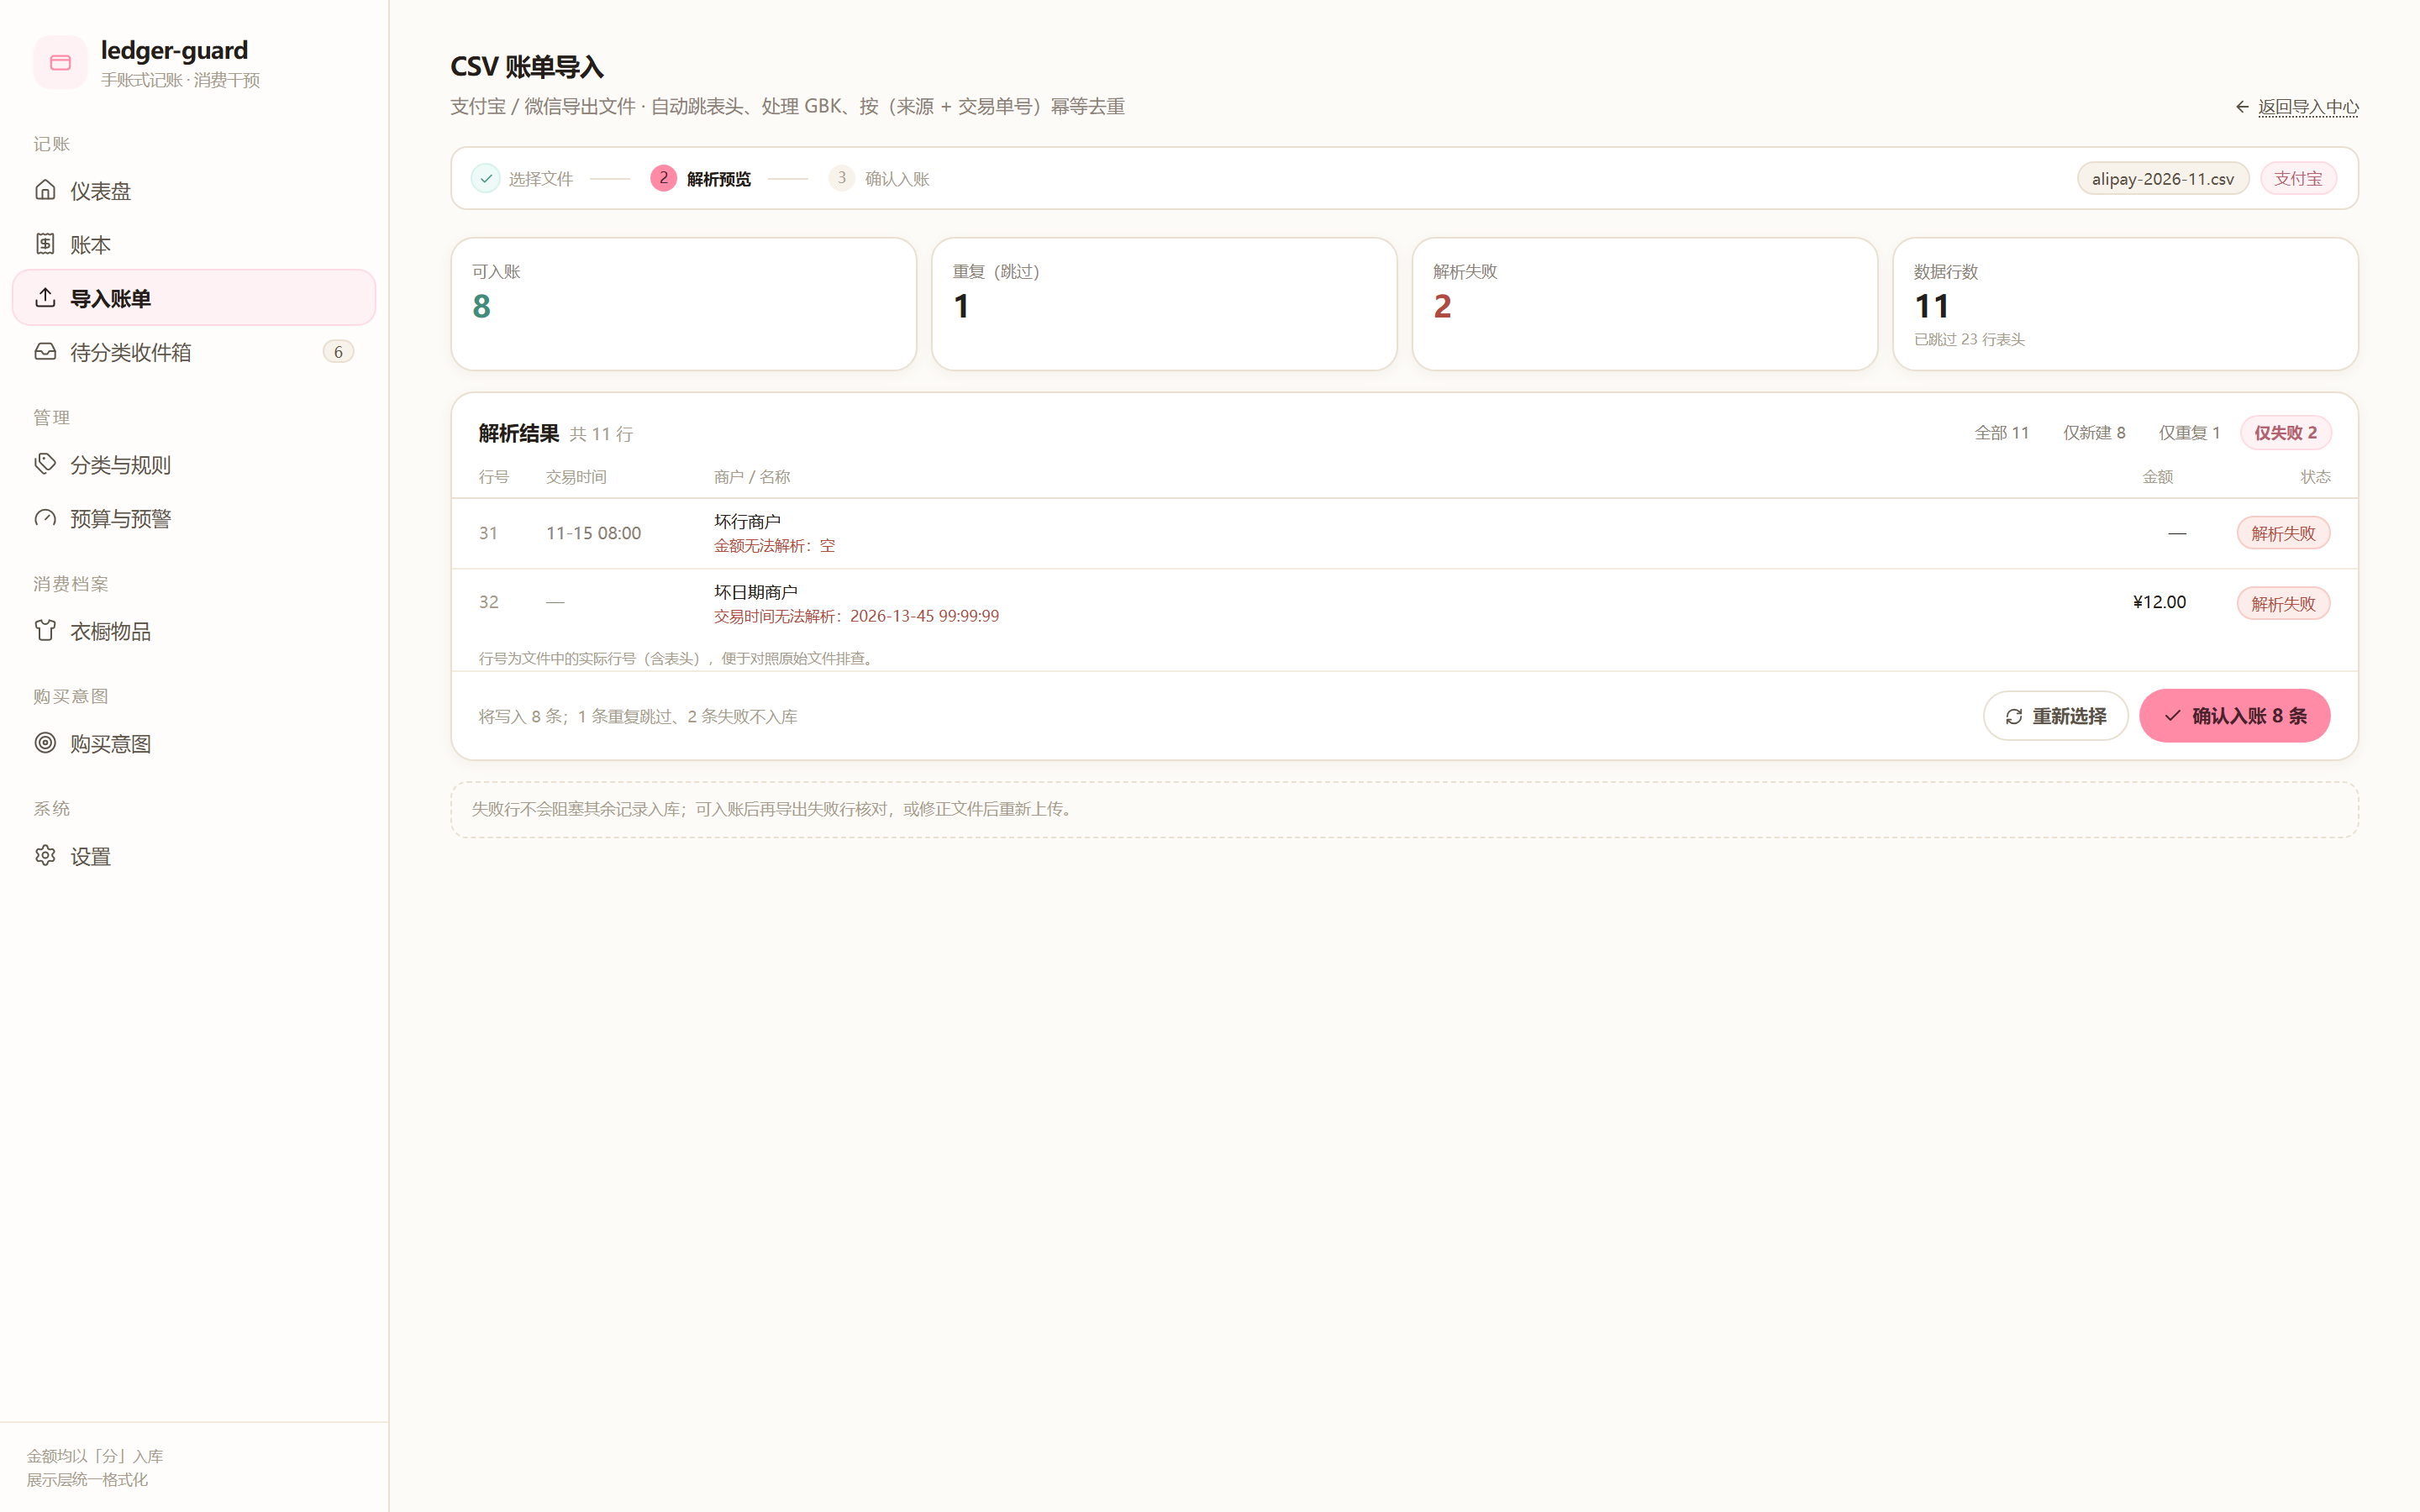 ledger-guard
手账式记账 · 消费干预
记账
仪表盘
账本
导入账单
待分类收件箱 6
管理
分类与规则
预算与预警
消费档案
衣橱物品
购买意图
购买意图
系统
设置
金额均以「分」入库
展示层统一格式化
CSV 账单导入
支付宝 / 微信导出文件 · 自动跳表头、处理 GBK、按（来源 + 交易单号）幂等去重
返回导入中心
选择文件 2 解析预览 3 确认入账 alipay-2026-11.csv 支付宝
可入账
8
重复（跳过）
1
解析失败
2
数据行数
11
已跳过 23 行表头
解析结果 共 11 行 全部 11 仅新建 8 仅重复 1 仅失败 2
行号 交易时间 商户 / 名称 金额 状态
31 11-15 08:00 坏行商户 — 解析失败
金额无法解析：空
32 — 坏日期商户 ¥12.00 解析失败
交易时间无法解析：2026-13-45 99:99:99
行号为文件中的实际行号（含表头），便于对照原始文件排查。
将写入 8 条；1 条重复跳过、2 条失败不入库 重新选择 确认入账 8 条
失败行不会阻塞其余记录入库；可入账后再导出失败行核对，或修正文件后重新上传。